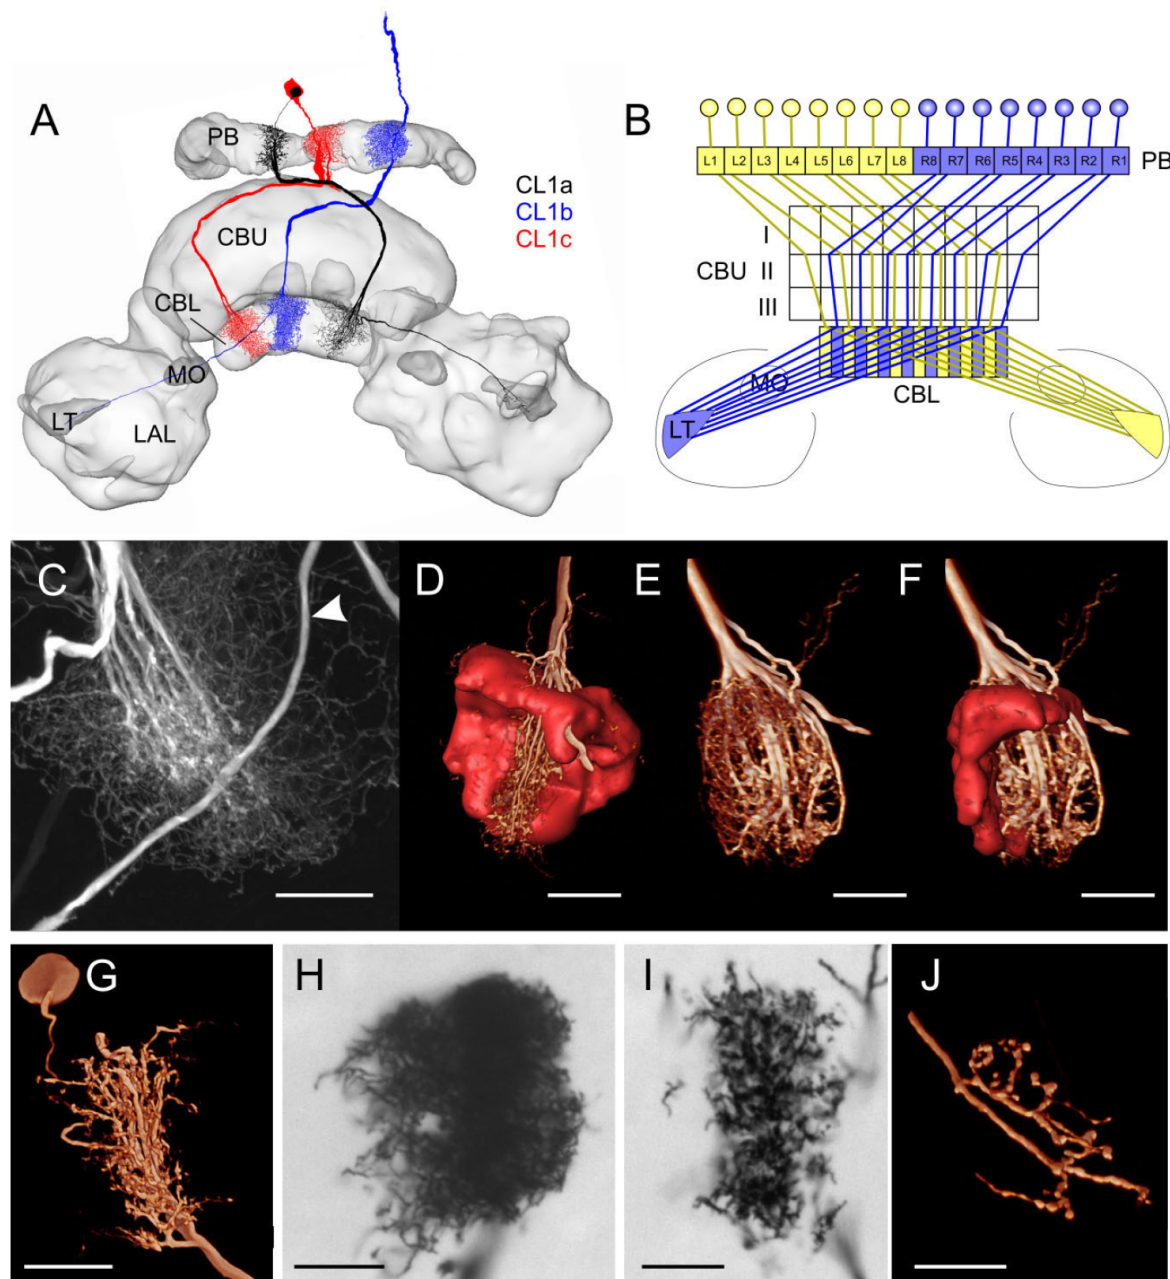 A
PB
CL1a
CL1b
CL1c
CBU
CBL
MO
LT
LAL
B
L1 L2 L3 L4 L5 L6 L7 L8 R8 R7 R6 R5 R4 R3 R2 R1
PB
I
CBU II
III
MO
CBL
LT
C
D
E
F
G
H
I
J